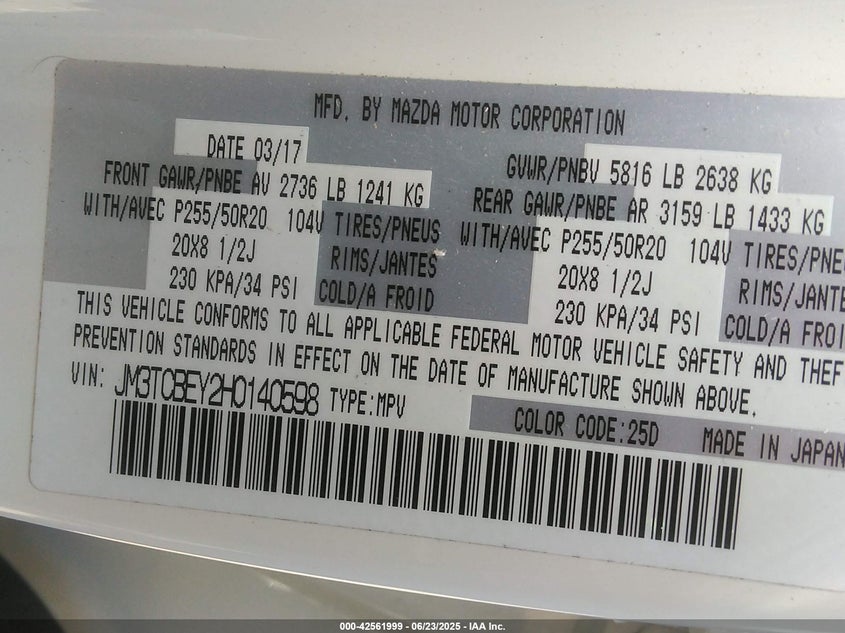 MFD. BY MAZDA MOTOR CORPORATION
DATE 03/17 GVWR/PNBV 5816 LB 2638 KG
FRONT GAWR/PNBE AV 2736 LB 1241 KG REAR GAWR/PNBE AR 3159 LB 1433 KG
WITH/AVEC P255/50R20 104V TIRES/PNEUS WITH/AVEC P255/50R20 104V TIRES/PNE
20X8 1/2J RIMS/JANTES 20X8 1/2J RIMS/JANTE
230 KPA/34 PSI COLD/A FROID 230 KPA/34 PSI COLD/A FROI
THIS VEHICLE CONFORMS TO ALL APPLICABLE FEDERAL MOTOR VEHICLE SAFETY AND THEF
PREVENTION STANDARDS IN EFFECT ON THE DATE OF MANUFACTURE SHOWN ABOVE.
VIN: JM3TCBEY2H0140598 TYPE:MPV
COLOR CODE:25D MADE IN JAPAN
000-42561999 - 06/23/2025 - IAA Inc.